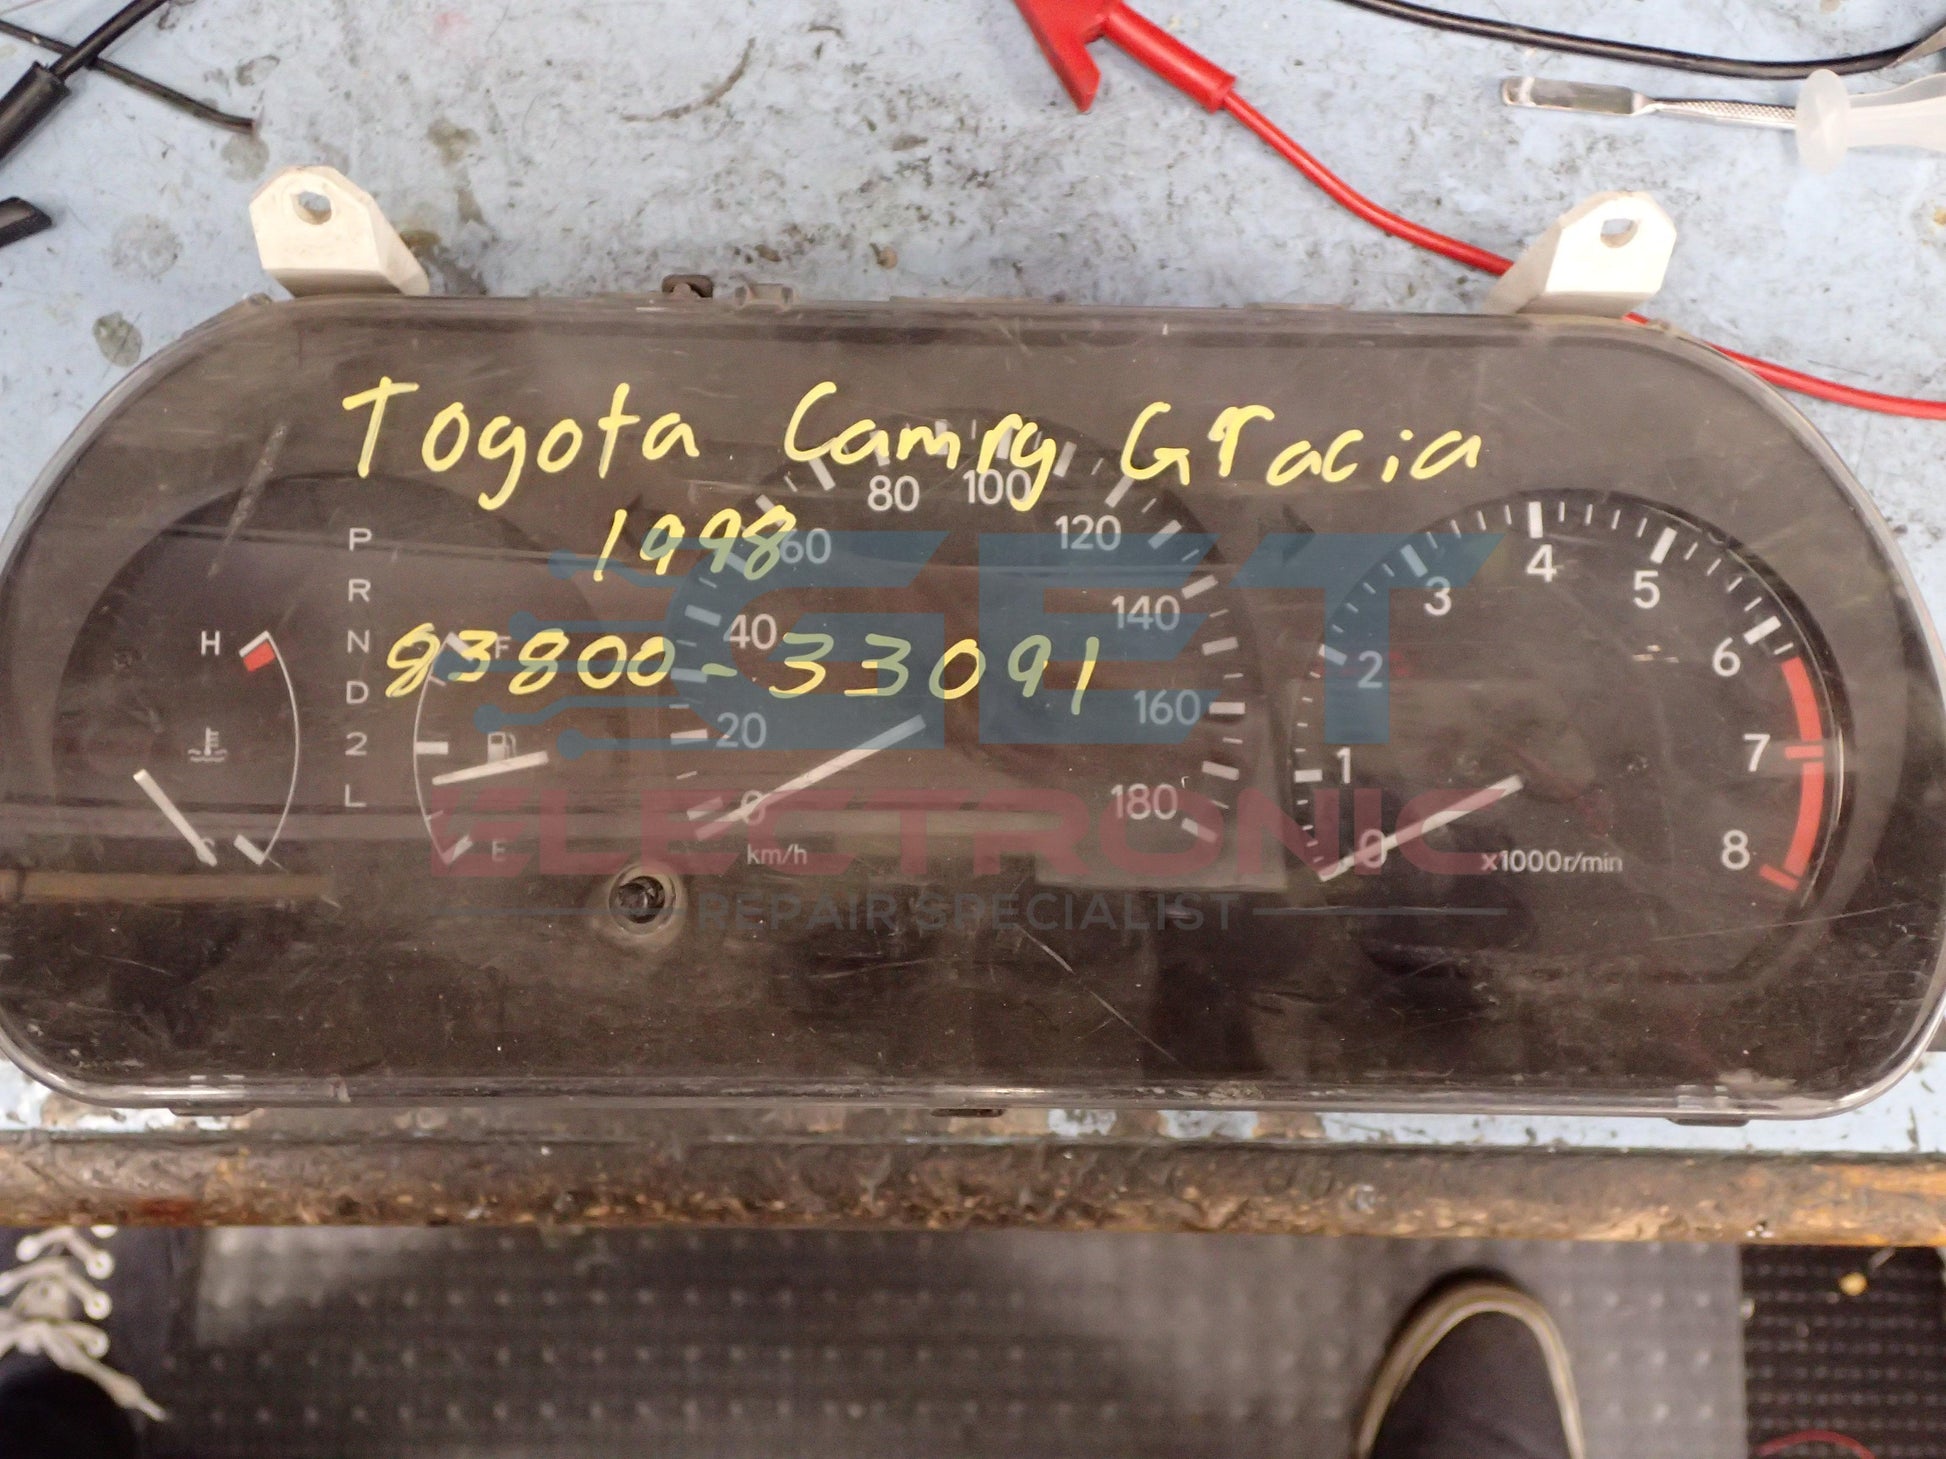 Toyota Camry Gracia
1998
83800-33091
P
R
N
D
2
L
H
C
F
E
0
20
40
60
80
100
120
140
160
180
km/h
0
1
2
3
4
5
6
7
8
x1000r/min
GET
ELECTRONIC
REPAIR SPECIALIST